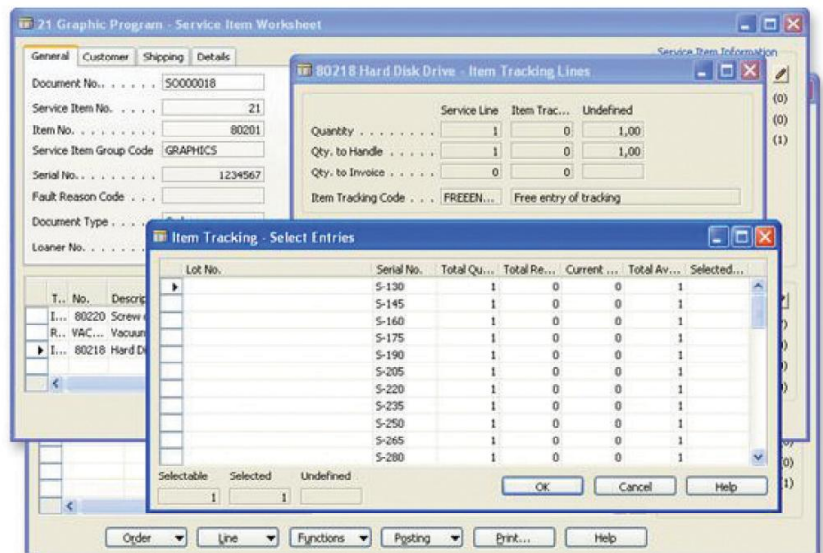 21 Graphic Program - Service Item Worksheet
General Customer Shipping Details
Service Item Information
Document No.. . . . . . SO000018
Service Item No. . . . . 21
Item No. . . . . . . . . . 80201
Service Item Group Code GRAPHICS
Serial No.. . . . . . . . . 1234567
Fault Reason Code . . .
Document Type . . . .
Loaner No. . . . . . .
(0)
(0)
(1)
80218 Hard Disk Drive - Item Tracking Lines
Service Line Item Trac... Undefined
Quantity . . . . . . . . 1 0 1,00
Qty. to Handle . . . . . 1 0 1,00
Qty. to Invoice . . . . . 0 0
Item Tracking Code . . . FREEEN... Free entry of tracking
T.. No. Descrip
I... 80220 Screw
R.. VAC... Vacuum
I... 80218 Hard Di
Item Tracking - Select Entries
Lot No. Serial No. Total Qu... Total Re... Current ... Total Av... Selected...
S-130 1 0 0 1
S-145 1 0 0 1
S-160 1 0 0 1
S-175 1 0 0 1
S-190 1 0 0 1
S-205 1 0 0 1
S-220 1 0 0 1
S-235 1 0 0 1
S-250 1 0 0 1
S-265 1 0 0 1
S-280 1 0 0 1
Selectable Selected Undefined
1 1
OK Cancel Help
(0)
(1)
Order Line Functions Posting Print... Help